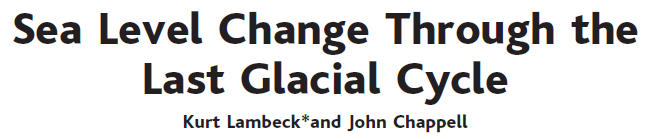 Sea Level Change Through the
Last Glacial Cycle
Kurt Lambeck*and John Chappell